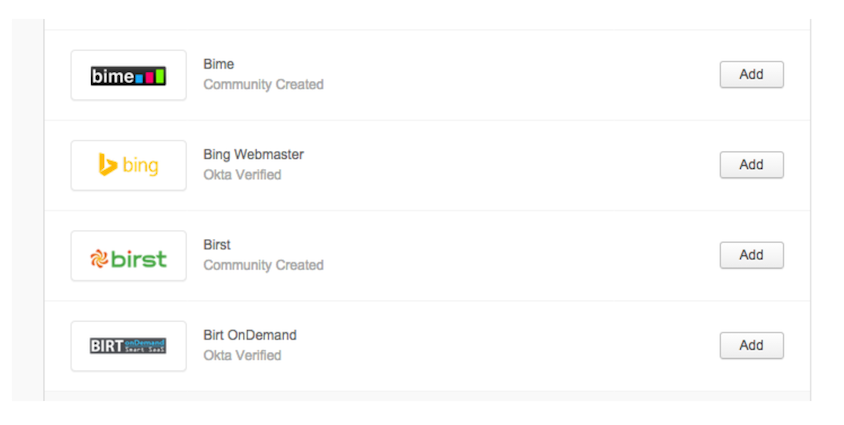 bime
Bime
Community Created
Add
bing
Bing Webmaster
Okta Verified
Add
birst
Birst
Community Created
Add
BIRT onDemand
Smart SaaS
Birt OnDemand
Okta Verified
Add